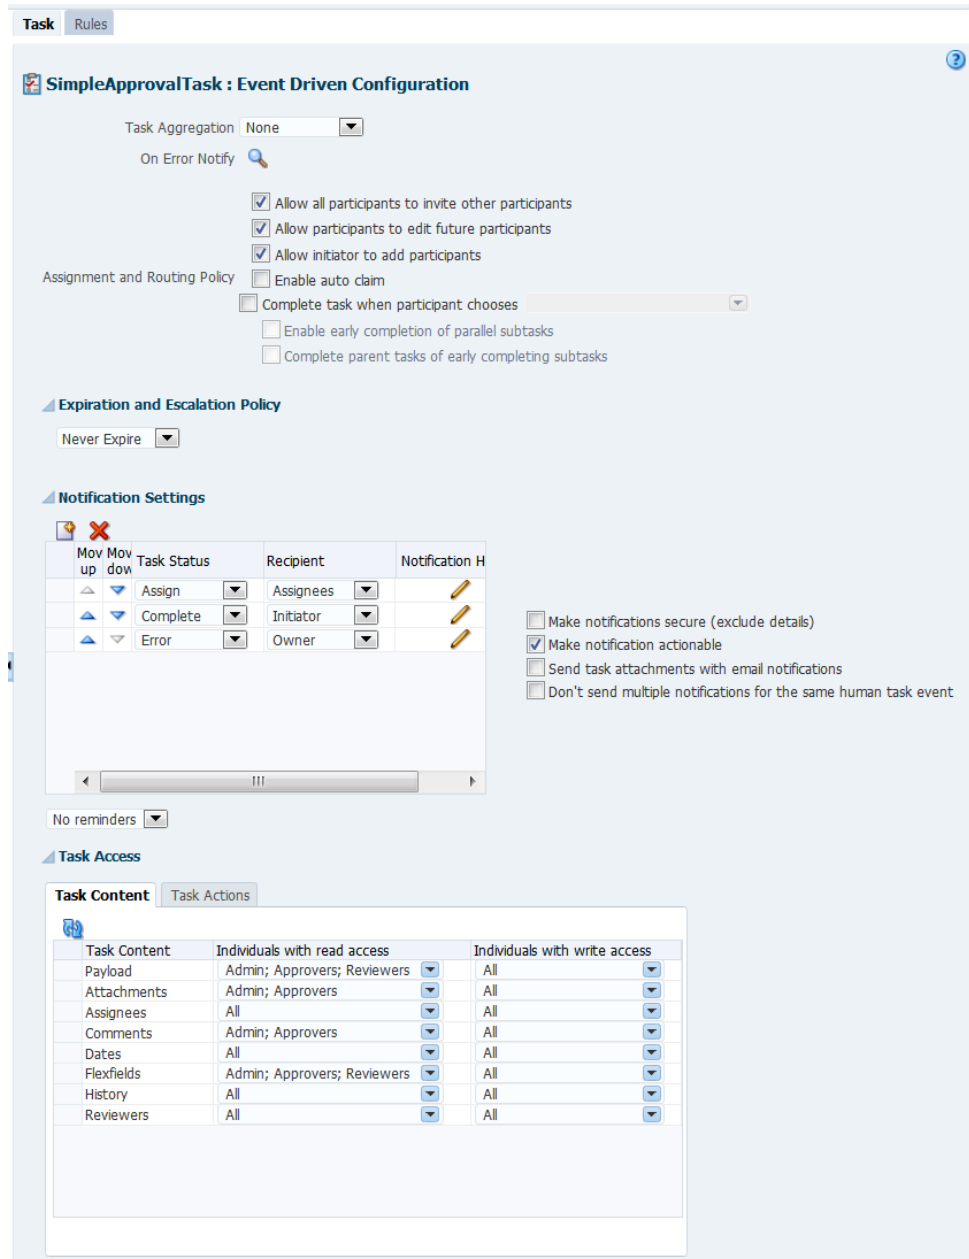 Task Rules
SimpleApprovalTask : Event Driven Configuration
Task Aggregation None
On Error Notify
Allow all participants to invite other participants
Allow participants to edit future participants
Allow initiator to add participants
Assignment and Routing Policy Enable auto claim
Complete task when participant chooses
Enable early completion of parallel subtasks
Complete parent tasks of early completing subtasks
Expiration and Escalation Policy
Never Expire
Notification Settings
Mov up Mov dow Task Status Recipient Notification H
Assign Assignees
Complete Initiator
Error Owner
Make notifications secure (exclude details)
Make notification actionable
Send task attachments with email notifications
Don't send multiple notifications for the same human task event
No reminders
Task Access
Task Content Task Actions
Task Content Individuals with read access Individuals with write access
Payload Admin; Approvers; Reviewers All
Attachments Admin; Approvers All
Assignees All All
Comments Admin; Approvers All
Dates All All
Flexfields Admin; Approvers; Reviewers All
History All All
Reviewers All All